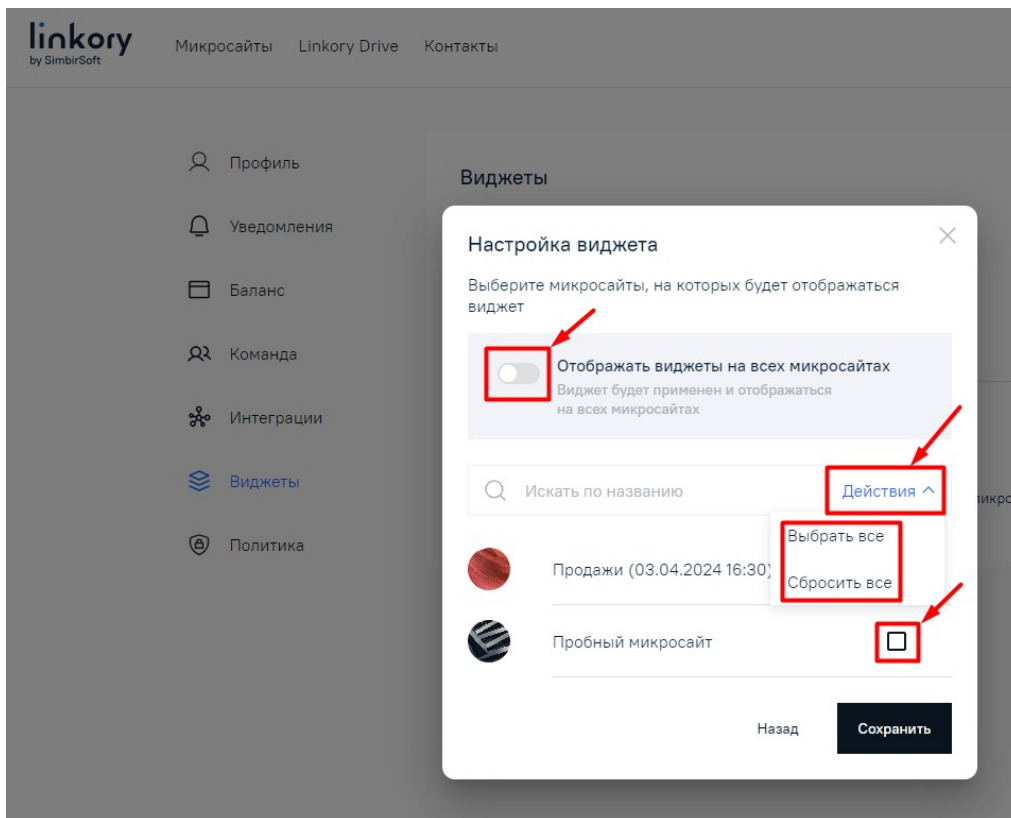 linkory
by SimbirSoft
Микросайты Linkory Drive Контакты
Профиль
Уведомления
Баланс
Команда
Интеграции
Виджеты
Политика
Виджеты
Настройка виджета
Выберите микросайты, на которых будет отображаться
виджет
Отображать виджеты на всех микросайтах
Виджет будет применен и отображаться
на всех микросайтах
Искать по названию
Действия
Выбрать все
Сбросить все
Продажи (03.04.2024 16:30)
Пробный микросайт
Назад
Сохранить